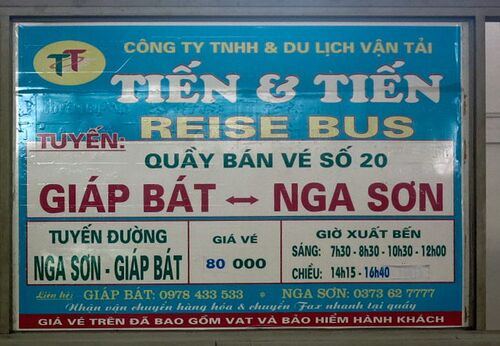 TT
CÔNG TY TNHH & DU LỊCH VẬN TẢI
TIẾN & TIẾN
REISE BUS
TUYẾN:
QUẦY BÁN VÉ SỐ 20
GIÁP BÁT ↔ NGA SƠN
TUYẾN ĐƯỜNG
NGA SƠN - GIÁP BÁT
GIÁ VÉ
80 000
GIỜ XUẤT BẾN
SÁNG: 7h30 - 8h30 - 10h30 - 12h00
CHIỀU: 14h15 - 16h40
Liên hệ: GIÁP BÁT: 0978 433 533 • NGA SƠN: 0373 62 7777
Nhận vận chuyển hàng hóa & chuyển Fax nhanh tại quầy
GIÁ VÉ TRÊN ĐÃ BAO GỒM VAT VÀ BẢO HIỂM HÀNH KHÁCH